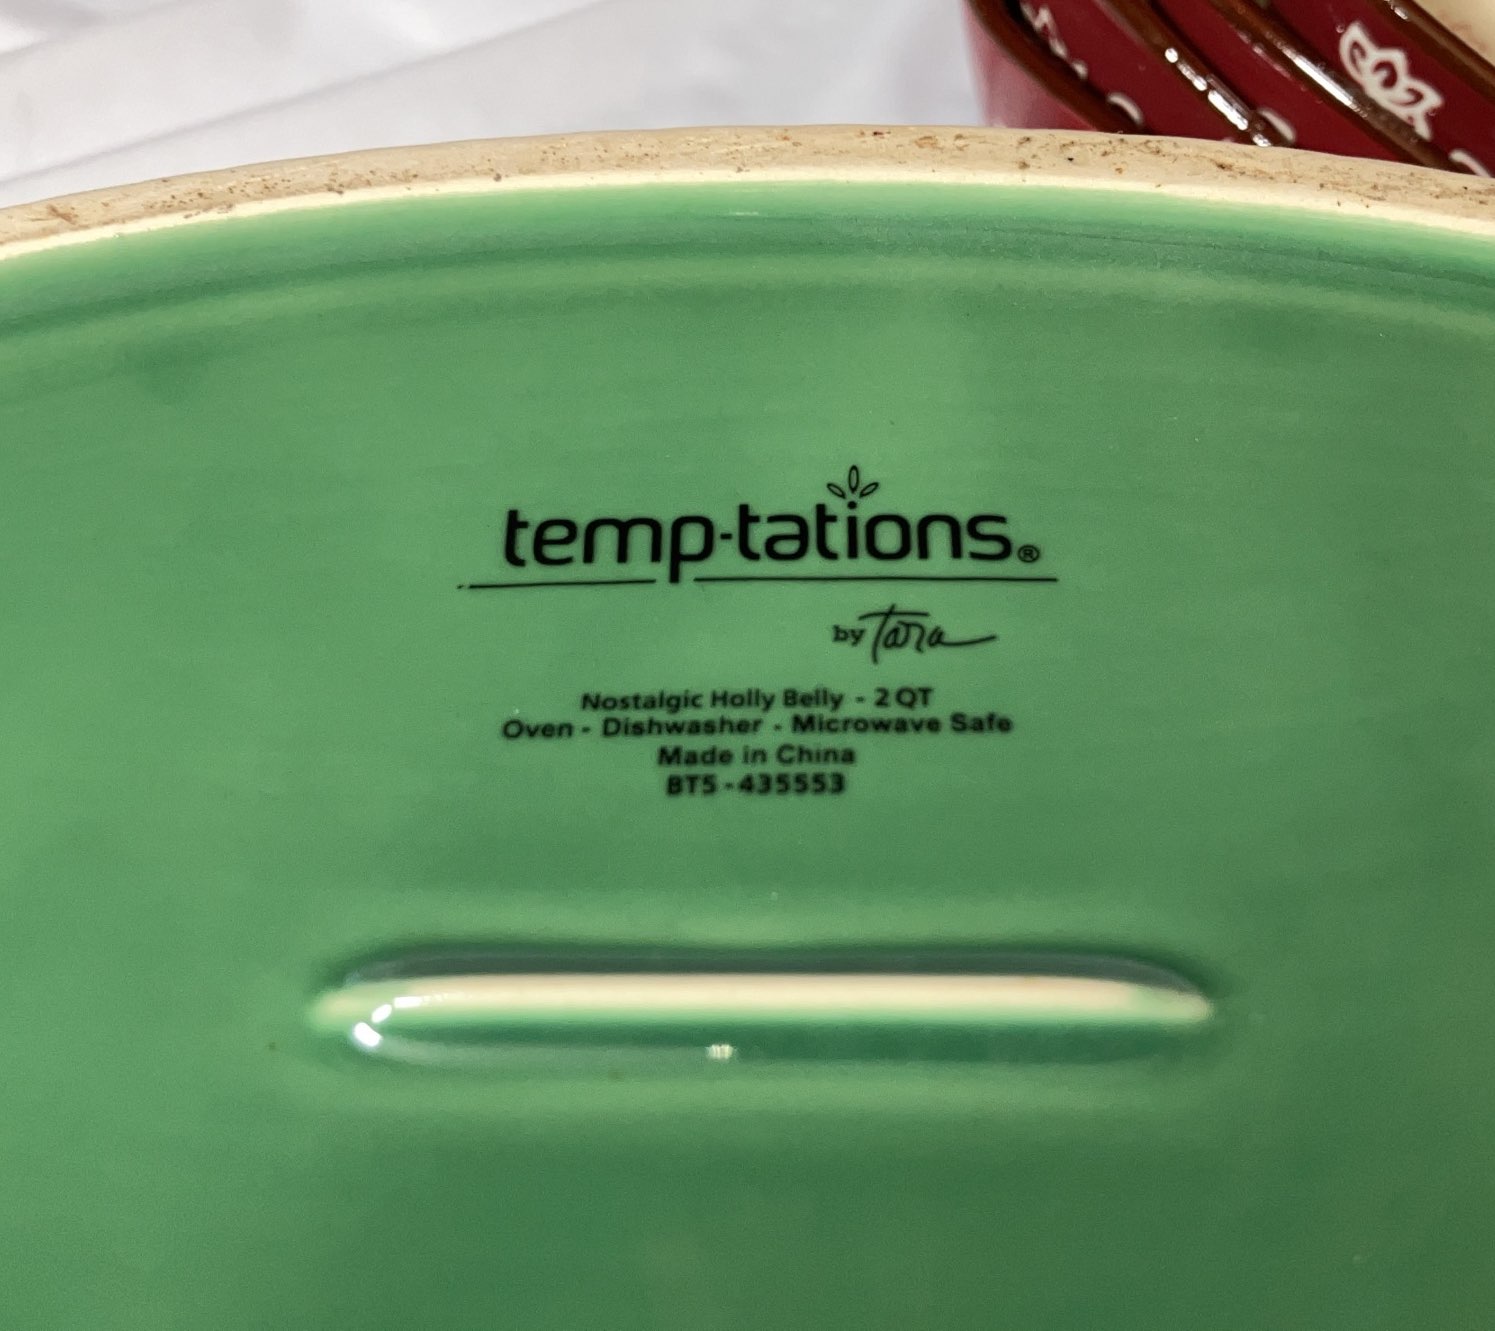 temp-tations®
by Tara
Nostalgic Holly Belly - 2 QT
Oven - Dishwasher - Microwave Safe
Made in China
BT5 - 435553